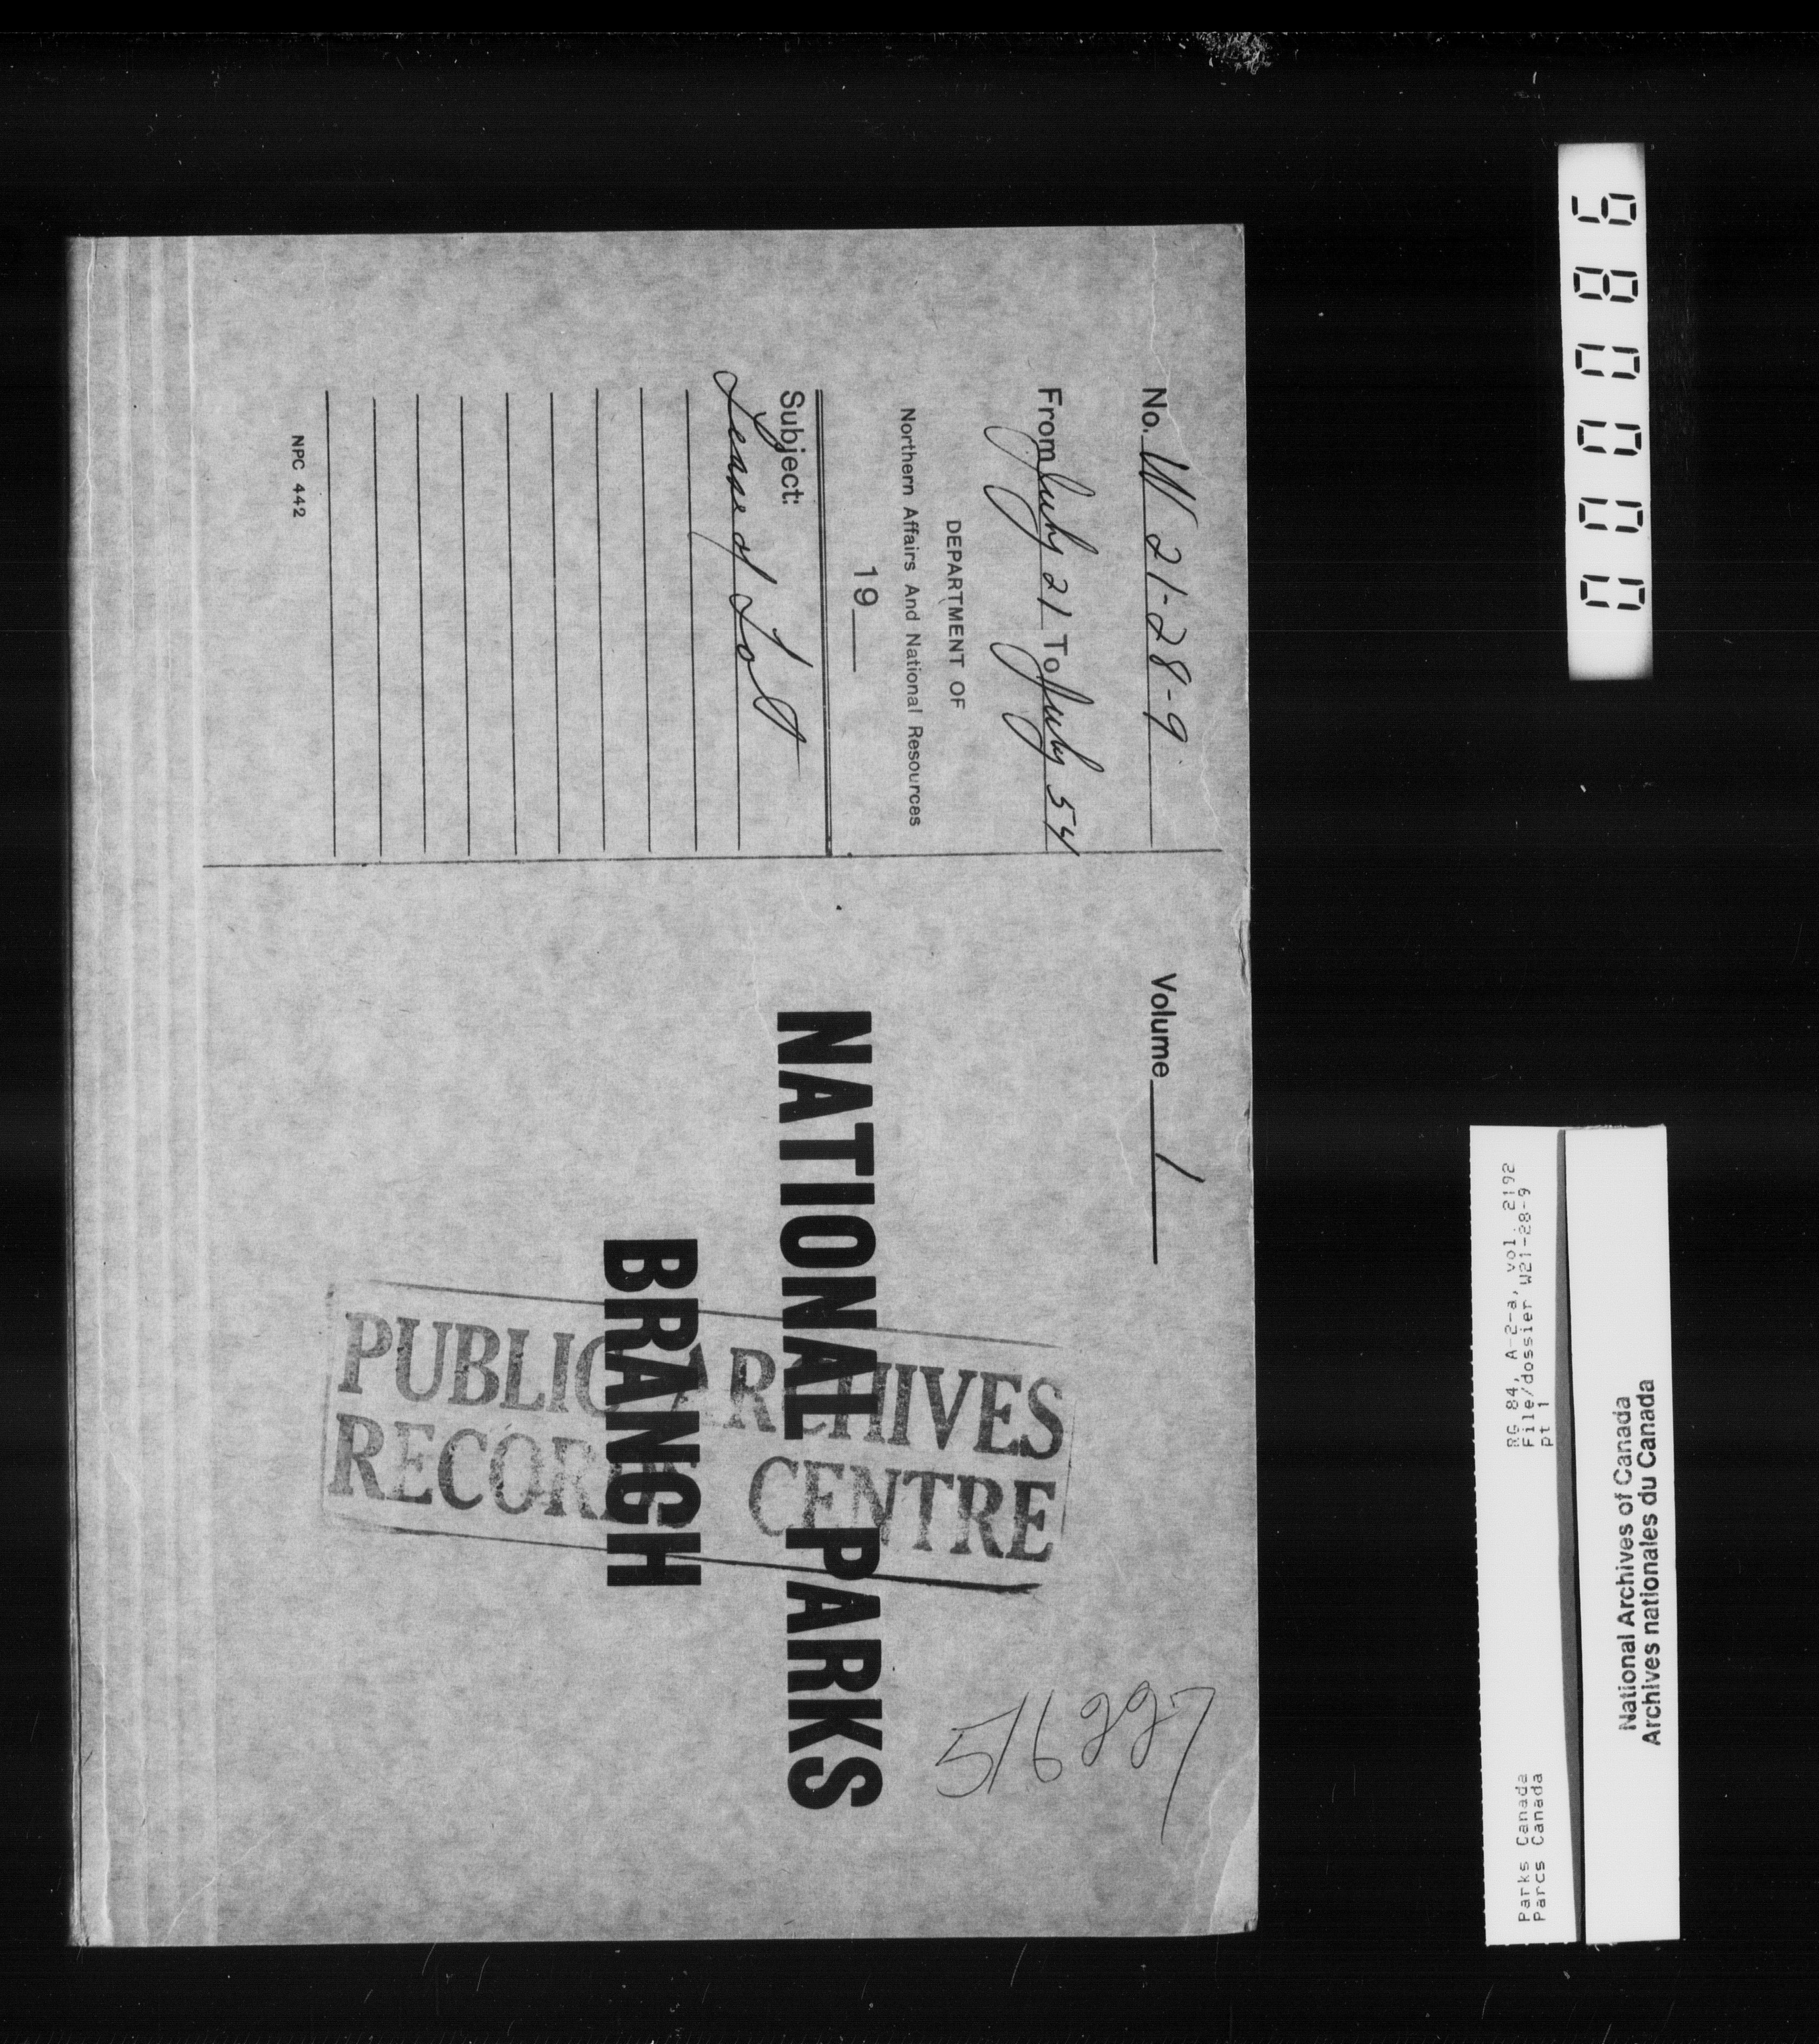 No. W 21-28-9
From July 21 To July 54
DEPARTMENT OF
Northern Affairs And National Resources
19
Subject:
Lease of Lot
NPC 442
Volume 1
NATIONAL PARKS
BRANCH
PUBLIC ARCHIVES
RECORDS CENTRE
516227
000086
RG 84, A-2-a, vol. 2192
File/dossier W21-28-9
pt 1
Parks Canada
Parcs Canada
National Archives of Canada
Archives nationales du Canada